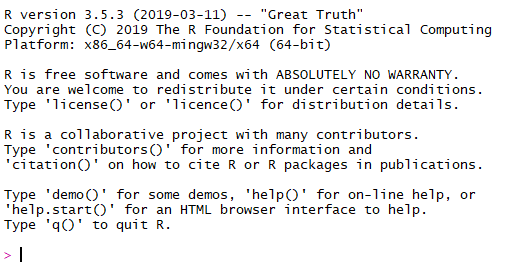 R version 3.5.3 (2019-03-11) -- "Great Truth"
Copyright (C) 2019 The R Foundation for Statistical Computing
Platform: x86_64-w64-mingw32/x64 (64-bit)
R is free software and comes with ABSOLUTELY NO WARRANTY.
You are welcome to redistribute it under certain conditions.
Type 'license()' or 'licence()' for distribution details.
R is a collaborative project with many contributors.
Type 'contributors()' for more information and
'citation()' on how to cite R or R packages in publications.
Type 'demo()' for some demos, 'help()' for on-line help, or
'help.start()' for an HTML browser interface to help.
Type 'q()' to quit R.
>